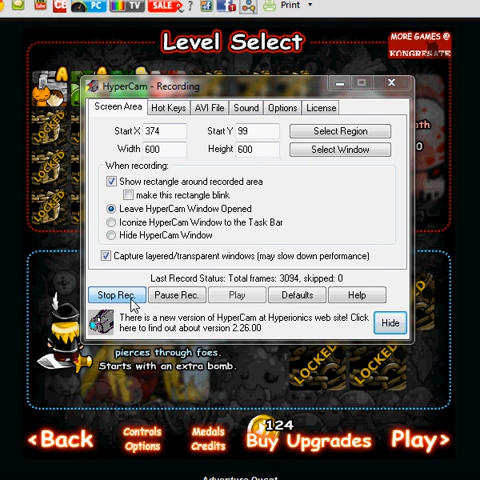 TV SALE Print
Level Select
MORE GAMES @
KONGREGATE
HyperCam - Recording
Screen Area Hot Keys AVI File Sound Options License
Start X 374 Start Y 99 Select Region
Width 600 Height 600 Select Window
When recording:
Show rectangle around recorded area
make this rectangle blink
Leave HyperCam Window Opened
Iconize HyperCam Window to the Task Bar
Hide HyperCam Window
Capture layered/transparent windows (may slow down performance)
Last Record Status: Total frames: 3094, skipped: 0
Stop Rec. Pause Rec. Play Defaults Help
There is a new version of HyperCam at Hyperionics web site! Click
here to find out about version 2.26.00
Hide
LOCKED
LOCKED
LOCKED
LOCKED
LOCKED
pierces through foes.
Starts with an extra bomb.
124
<Back Controls Medals Buy Upgrades Play>
Options Credits